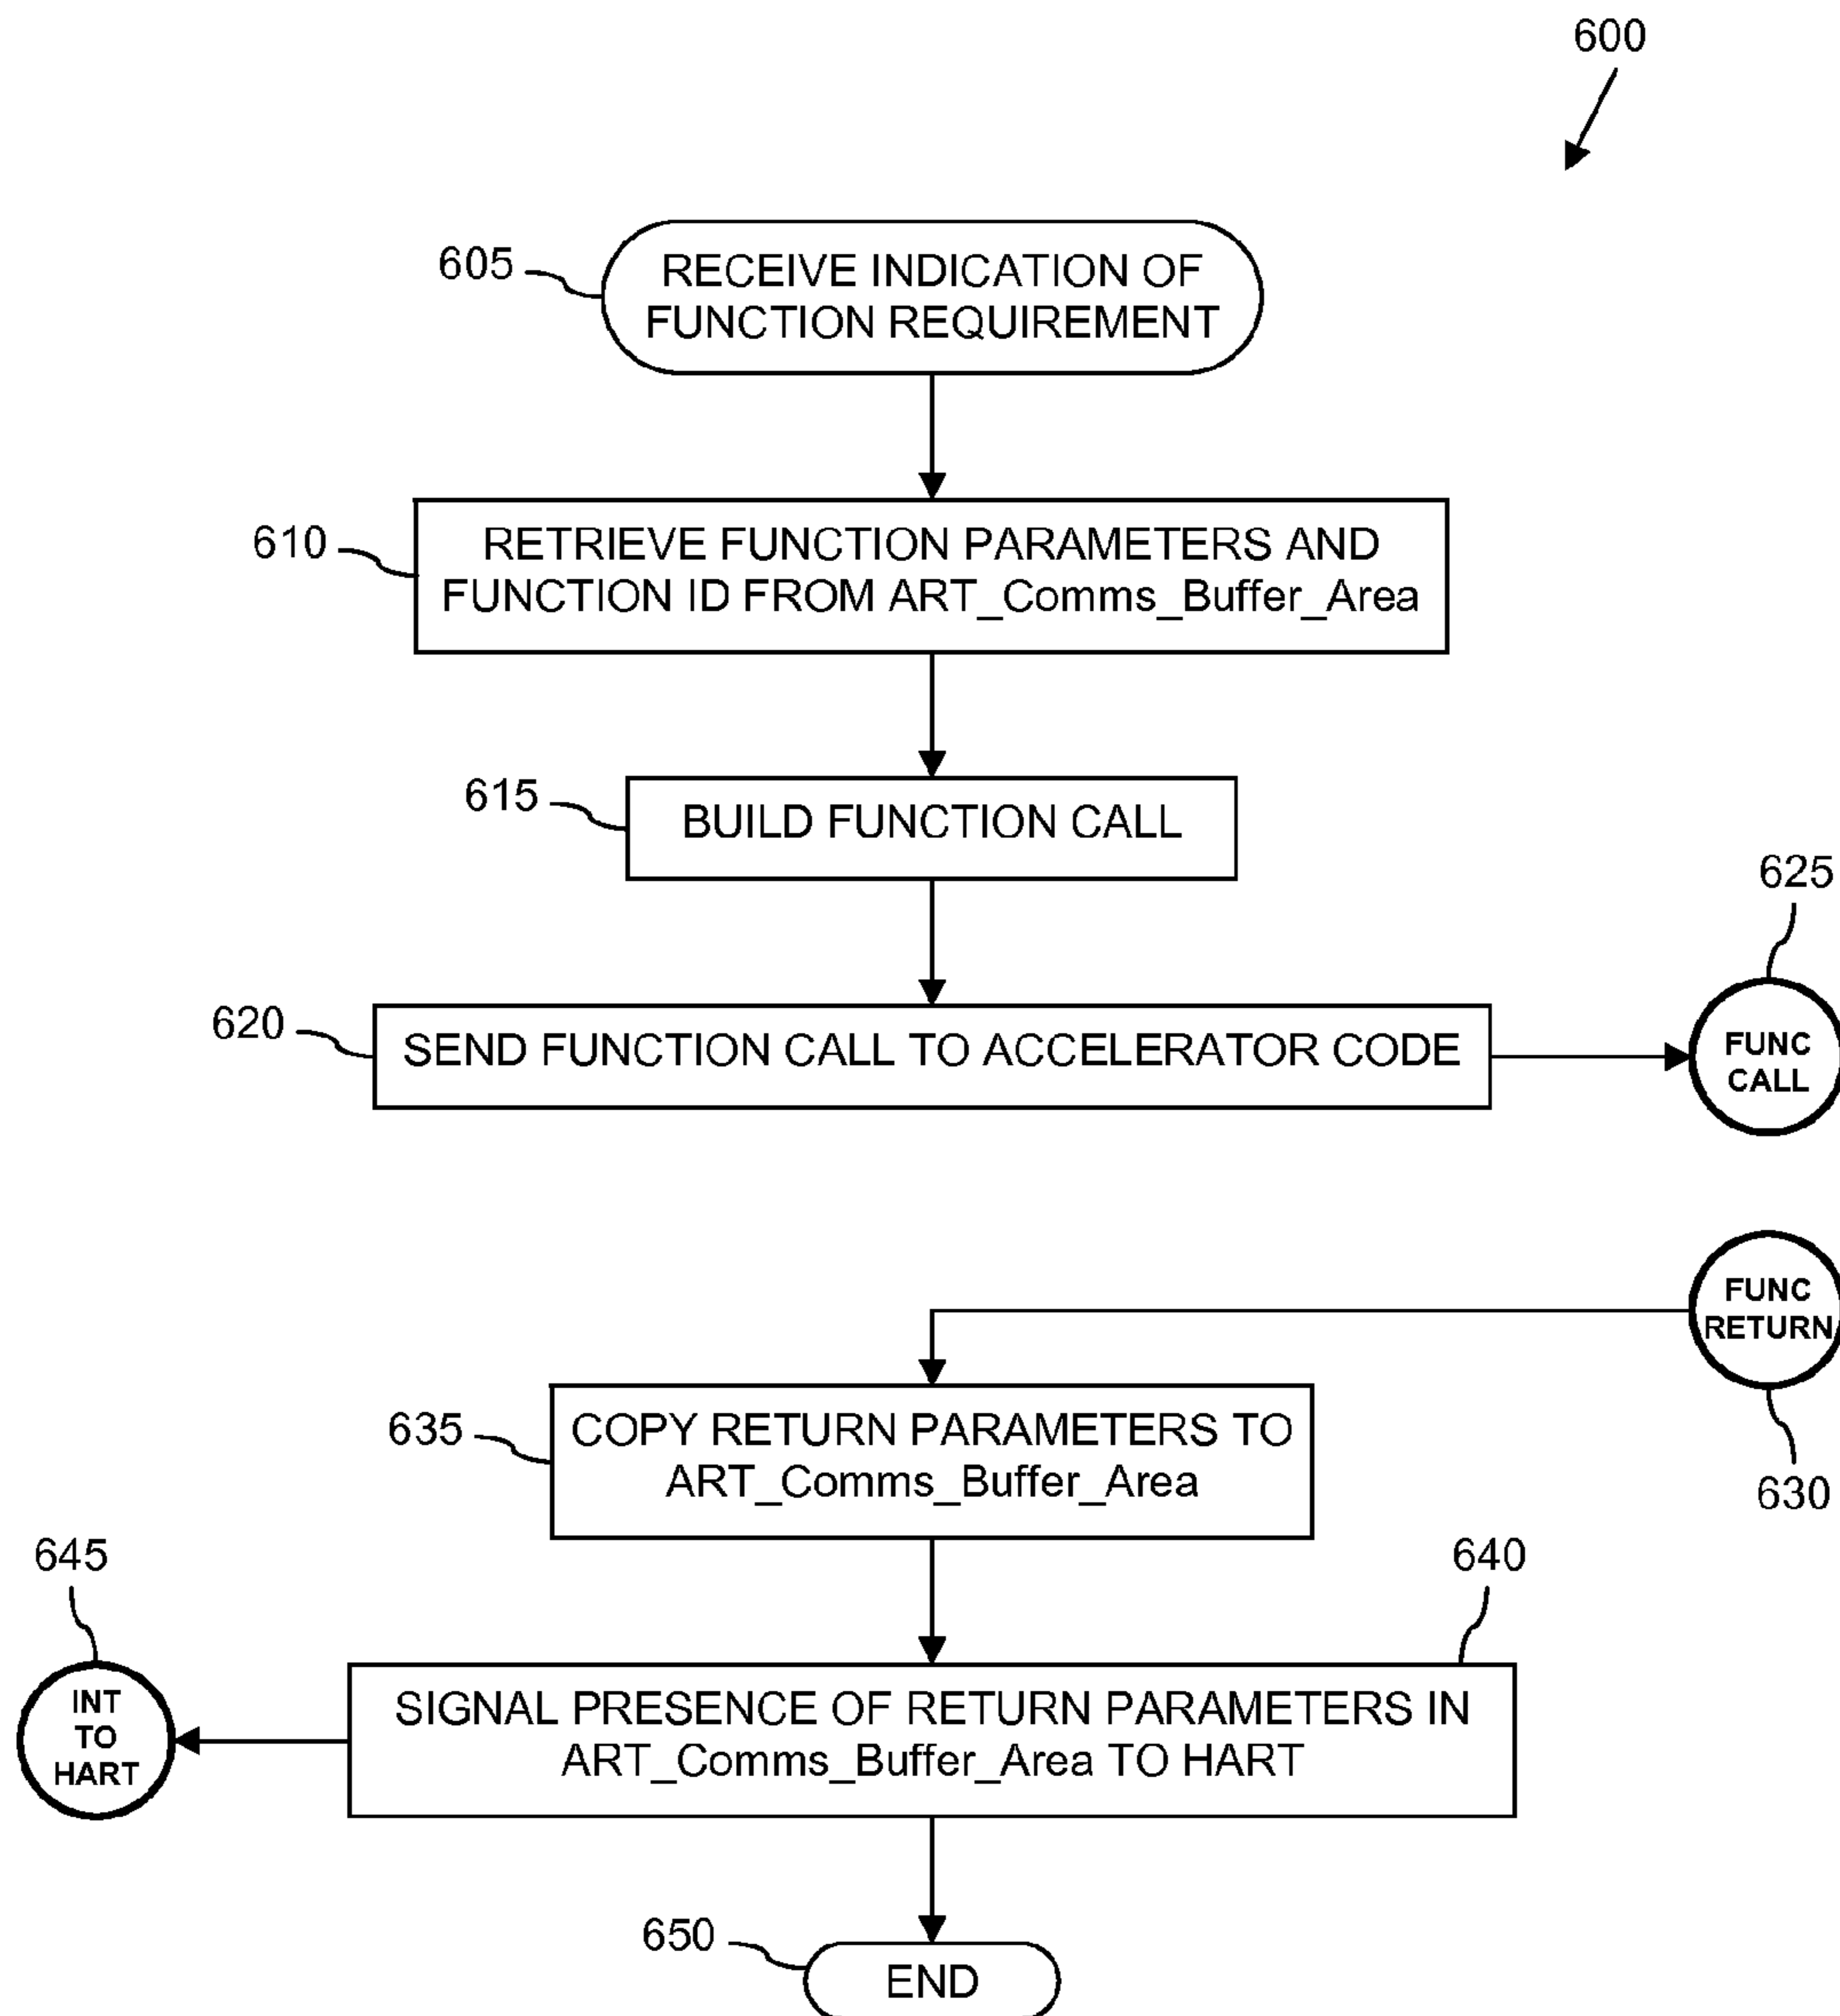 600
605
RECEIVE INDICATION OF
FUNCTION REQUIREMENT
610
RETRIEVE FUNCTION PARAMETERS AND
FUNCTION ID FROM ART_Comms_Buffer_Area
615
BUILD FUNCTION CALL
625
620
SEND FUNCTION CALL TO ACCELERATOR CODE
FUNC
CALL
FUNC
RETURN
630
635
COPY RETURN PARAMETERS TO
ART_Comms_Buffer_Area
645
640
INT
TO
HART
SIGNAL PRESENCE OF RETURN PARAMETERS IN
ART_Comms_Buffer_Area TO HART
650
END